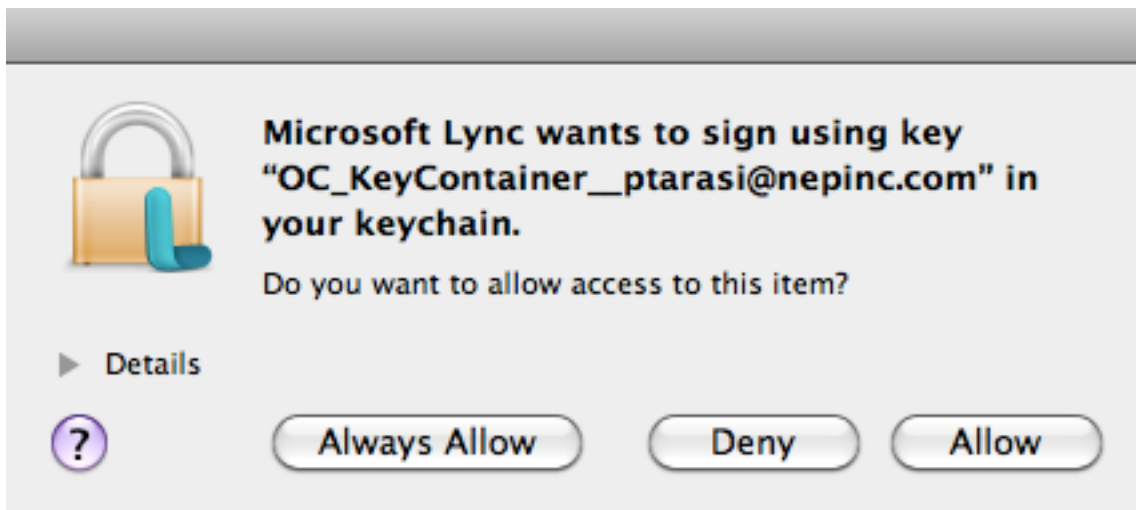 Microsoft Lync wants to sign using key
“OC_KeyContainer__ptarasi@nepinc.com” in
your keychain.
Do you want to allow access to this item?
Details
? Always Allow Deny Allow